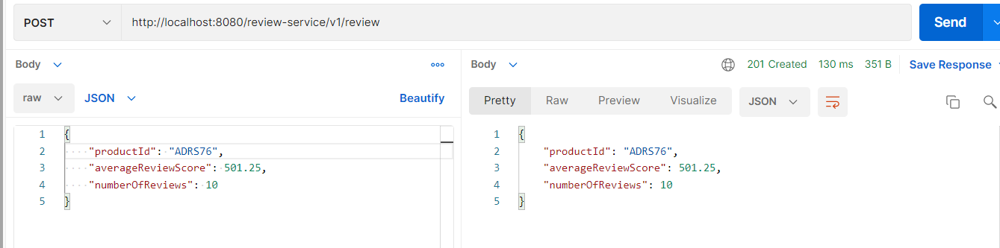 POST http://localhost:8080/review-service/v1/review Send
Body
raw JSON Beautify
1 {
2 "productId": "ADRS76",
3 "averageReviewScore": 501.25,
4 "numberOfReviews": 10
5 }
Body 201 Created 130 ms 351 B Save Response
Pretty Raw Preview Visualize JSON
1 {
2 "productId": "ADRS76",
3 "averageReviewScore": 501.25,
4 "numberOfReviews": 10
5 }